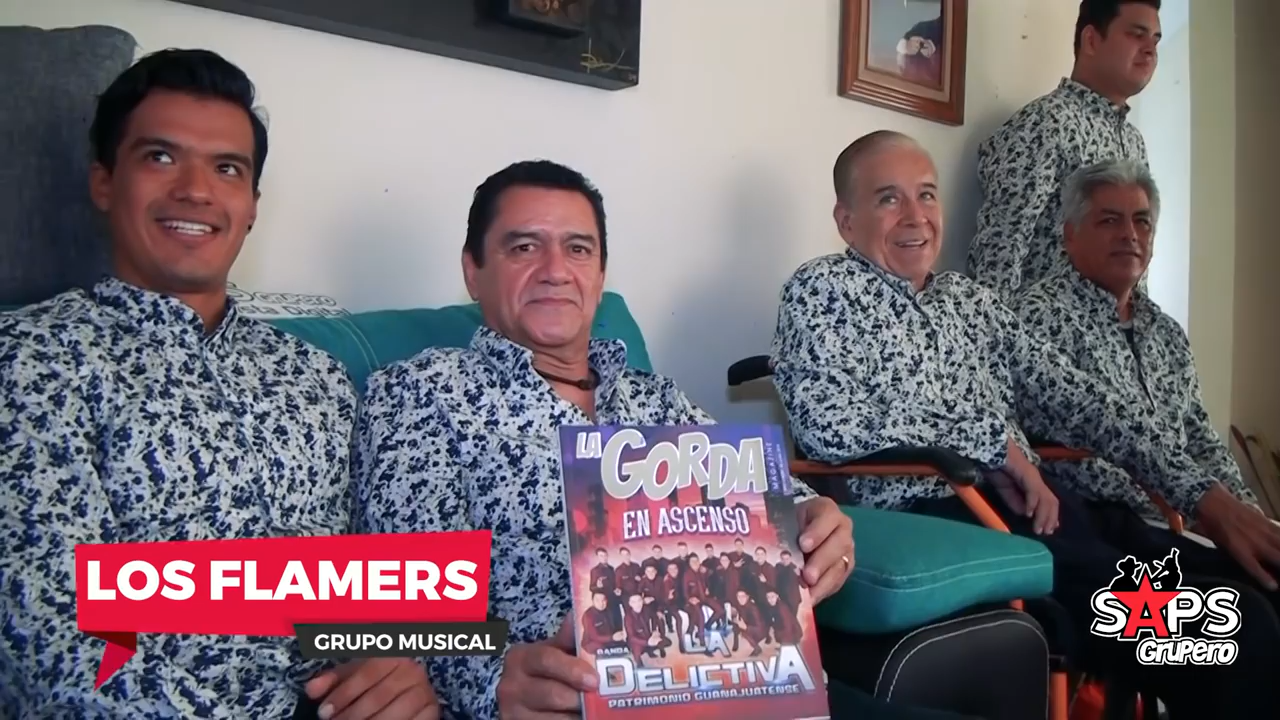 LA GORDA
MAGAZINE
EN ASCENSO
BANDA
LA
DELICTIVA
PATRIMONIO GUANAJUATENSE
LOS FLAMERS
GRUPO MUSICAL
SAPS
Grupero